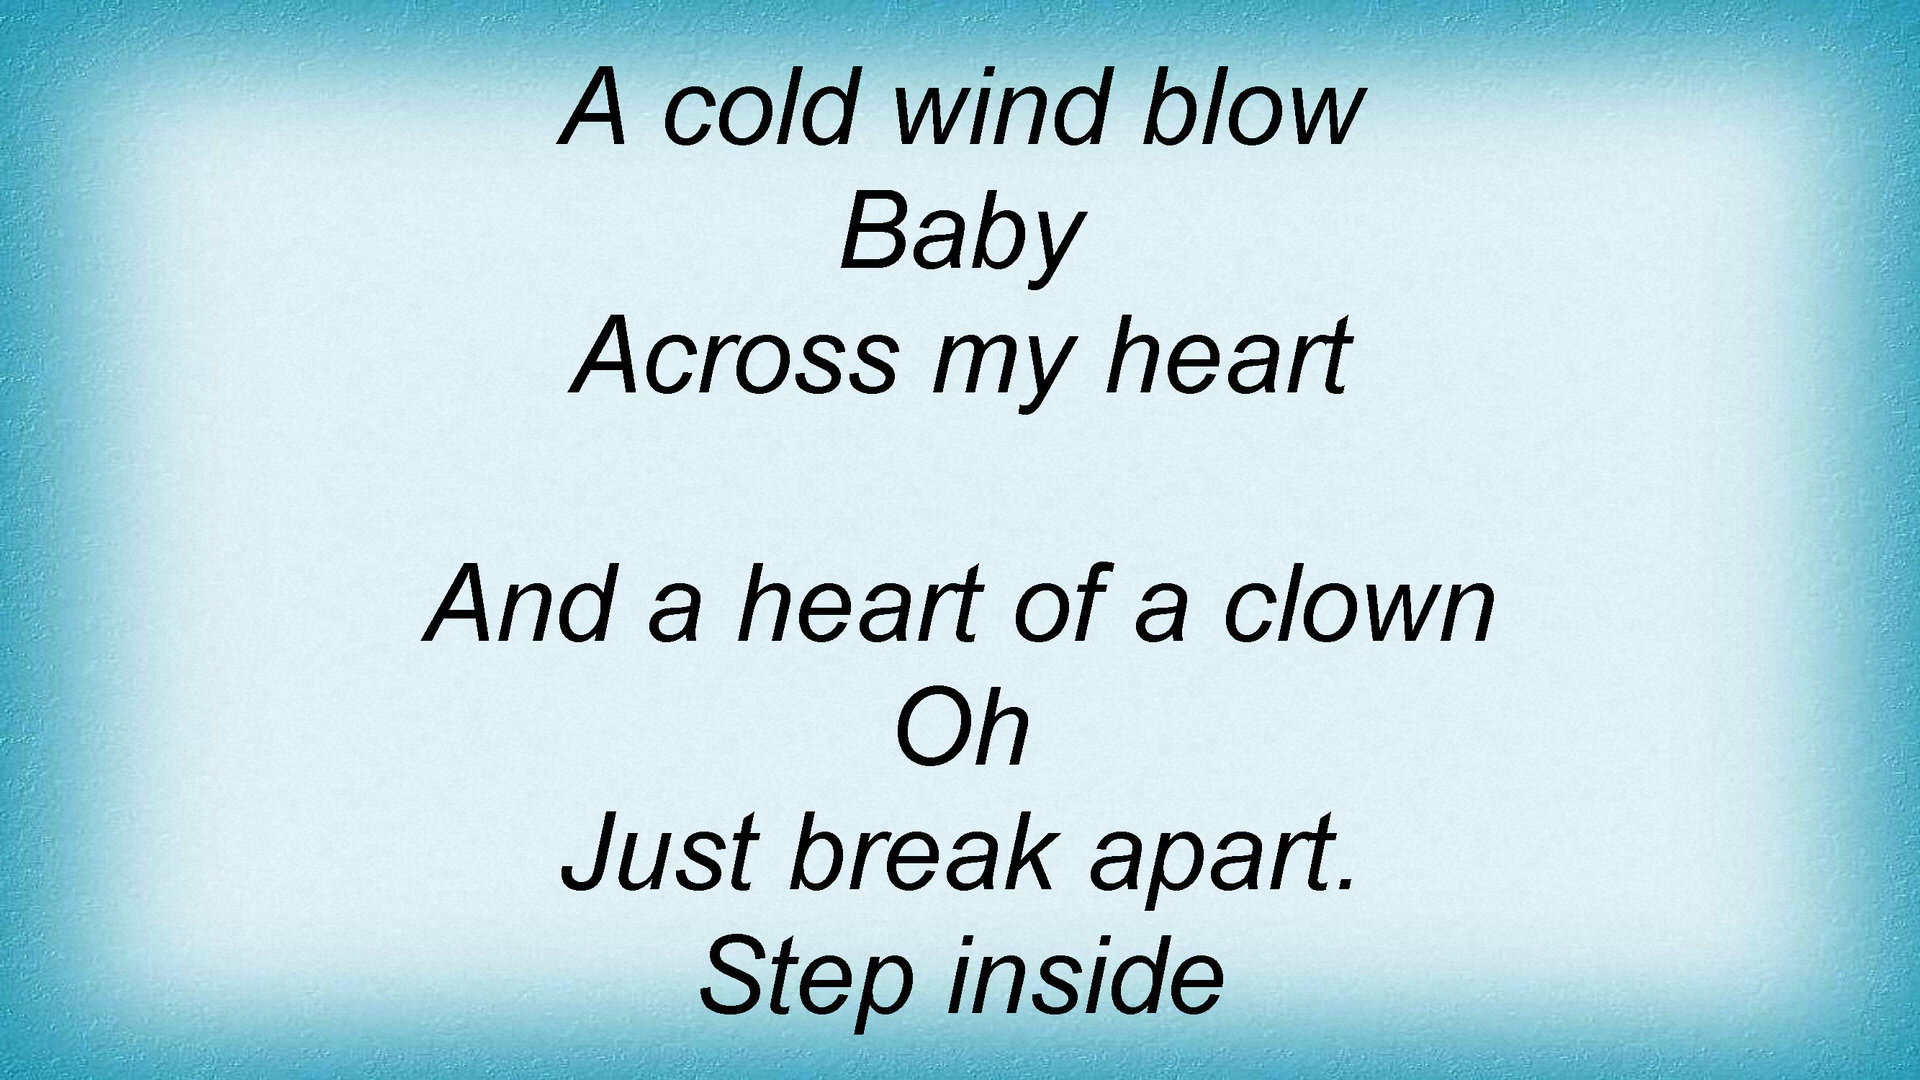 A cold wind blow
Baby
Across my heart
And a heart of a clown
Oh
Just break apart.
Step inside